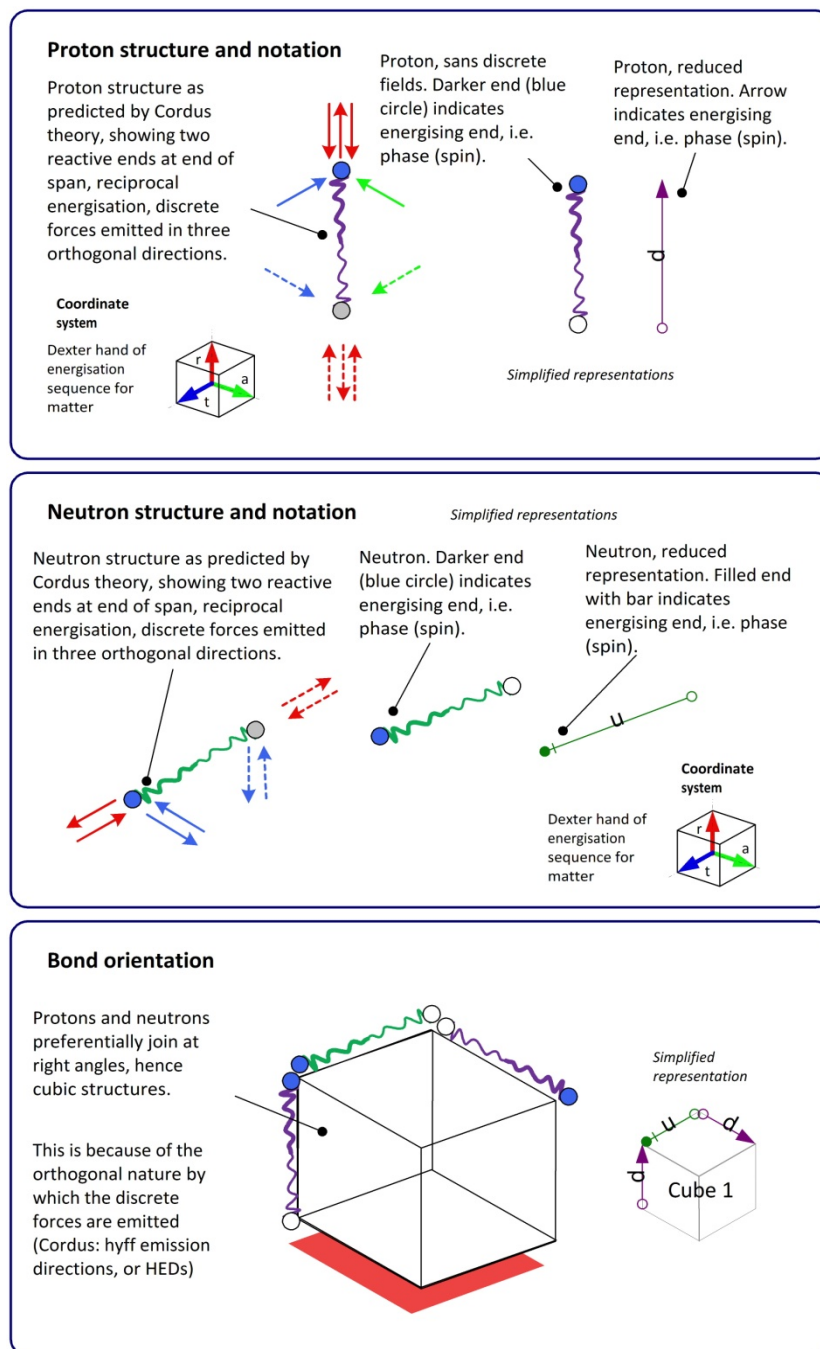 Proton structure and notation
Proton structure as
predicted by Cordus
theory, showing two
reactive ends at end of
span, reciprocal
energisation, discrete
forces emitted in three
orthogonal directions.
Proton, sans discrete
fields. Darker end (blue
circle) indicates
energising end, i.e.
phase (spin).
Proton, reduced
representation. Arrow
indicates energising
end, i.e. phase (spin).
p
Simplified representations
Coordinate
system
Dexter hand of
energisation
sequence for
matter
r
a
t
Neutron structure and notation
Simplified representations
Neutron structure as predicted by
Cordus theory, showing two reactive
ends at end of span, reciprocal
energisation, discrete forces emitted
in three orthogonal directions.
Neutron. Darker end
(blue circle) indicates
energising end, i.e.
phase (spin).
Neutron, reduced
representation. Filled end
with bar indicates
energising end, i.e. phase
(spin).
n
Coordinate
system
Dexter hand of
energisation
sequence for
matter
r
a
t
Bond orientation
Protons and neutrons
preferentially join at
right angles, hence
cubic structures.
This is because of the
orthogonal nature by
which the discrete
forces are emitted
(Cordus: hyff emission
directions, or HEDs)
Simplified
representation
n
p
p
Cube 1